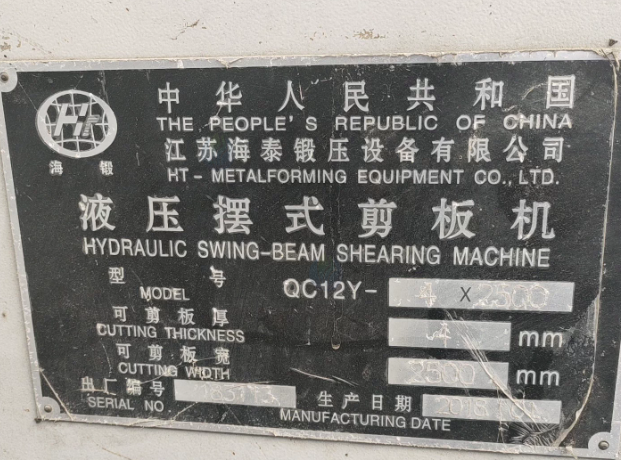 中华人民共和国
THE PEOPLE'S REPUBLIC OF CHINA
江苏海泰锻压设备有限公司
HT-METALFORMING EQUIPMENT CO., LTD.
海锻
液压摆式剪板机
HYDRAULIC SWING-BEAM SHEARING MACHINE
型号
MODEL QC12Y- 4 X 2500
可剪板厚
CUTTING THICKNESS 4 mm
可剪板宽
CUTTING WIDTH 2500 mm
出厂编号
SERIAL NO
生产日期
MANUFACTURING DATE